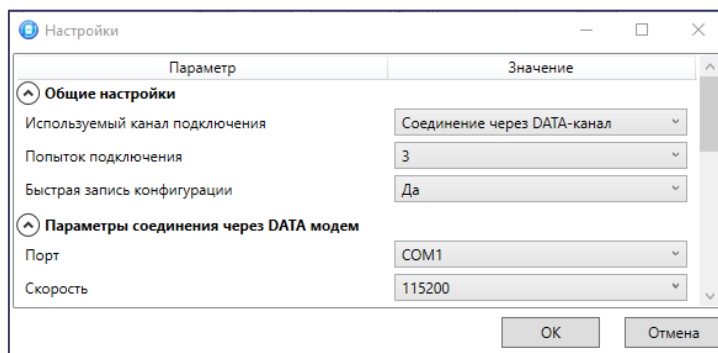 Настройки
Параметр Значение
Общие настройки
Используемый канал подключения Соединение через DATA-канал
Попыток подключения 3
Быстрая запись конфигурации Да
Параметры соединения через DATA модем
Порт COM1
Скорость 115200
OK Отмена